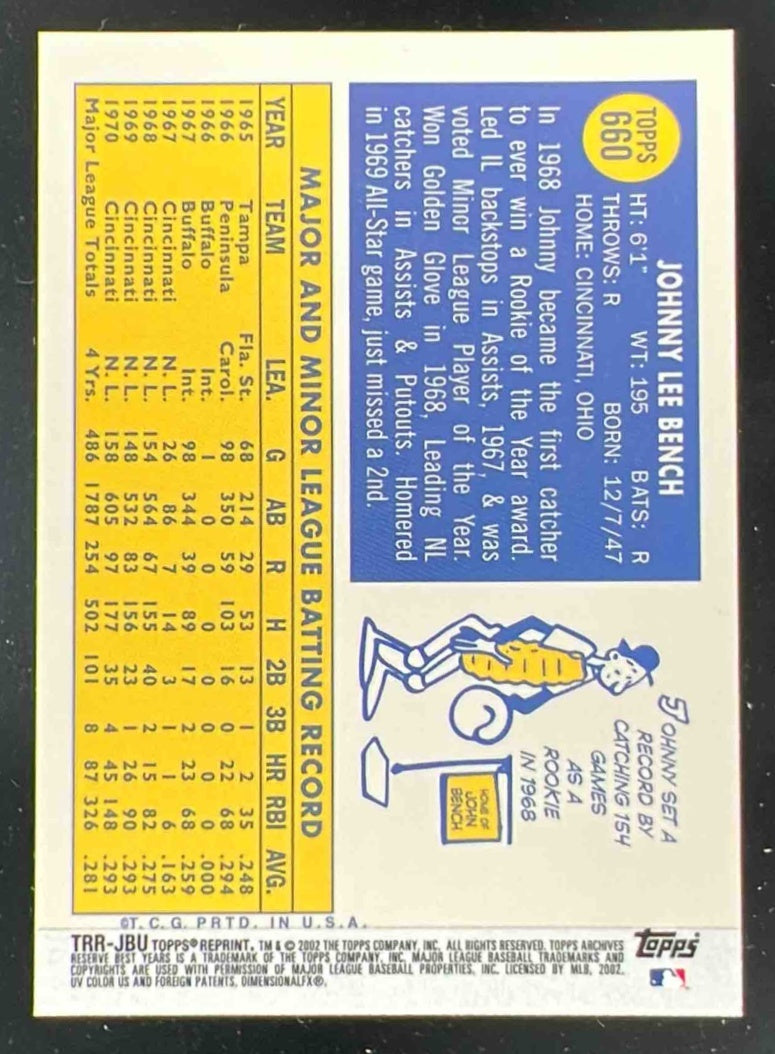 TOPPS
660
JOHNNY LEE BENCH
HT: 6'1" WT: 195 BATS: R
THROWS: R BORN: 12/7/47
HOME: CINCINNATI, OHIO
In 1968 Johnny became the first catcher
to ever win a Rookie of the Year award.
Led IL backstops in Assists, 1967, & was
voted Minor League Player of the Year.
Won Golden Glove in 1968, Leading NL
catchers in Assists & Putouts. Homered
in 1969 All-Star game, just missed a 2nd.
JOHNNY SET A
RECORD BY
CATCHING 154
GAMES
AS A
ROOKIE
IN 1968
HOME OF
JOHN
BENCH
MAJOR AND MINOR LEAGUE BATTING RECORD
YEAR TEAM LEA. G AB R H 2B 3B HR RBI AVG.
1965 Tampa Fla. St. 68 214 29 53 13 1 2 35 .248
1966 Peninsula Carol. 98 350 59 103 16 0 22 68 .294
1966 Buffalo Int. 1 0 0 0 0 0 0 0 .000
1967 Buffalo Int. 98 344 39 89 17 2 23 68 .259
1967 Cincinnati N. L. 26 86 7 14 3 1 1 6 .163
1968 Cincinnati N. L. 154 564 67 155 40 2 15 82 .275
1969 Cincinnati N. L. 148 532 83 156 23 1 26 90 .293
1970 Cincinnati N. L. 158 605 97 177 35 4 45 148 .293
Major League Totals 4 Yrs. 486 1787 254 502 101 8 87 326 .281
©T. C. G. PRTD. IN U. S. A.
TRR-JBU TOPPS® REPRINT. TM & © 2002 THE TOPPS COMPANY, INC. ALL RIGHTS RESERVED. TOPPS ARCHIVES
RESERVE BEST YEARS IS A TRADEMARK OF THE TOPPS COMPANY, INC. MAJOR LEAGUE BASEBALL TRADEMARKS AND
COPYRIGHTS ARE USED WITH PERMISSION OF MAJOR LEAGUE BASEBALL PROPERTIES, INC. LICENSED BY MLB, 2002.
UV COLOR US AND FOREIGN PATENTS. DIMENSIONALFX®.
Topps